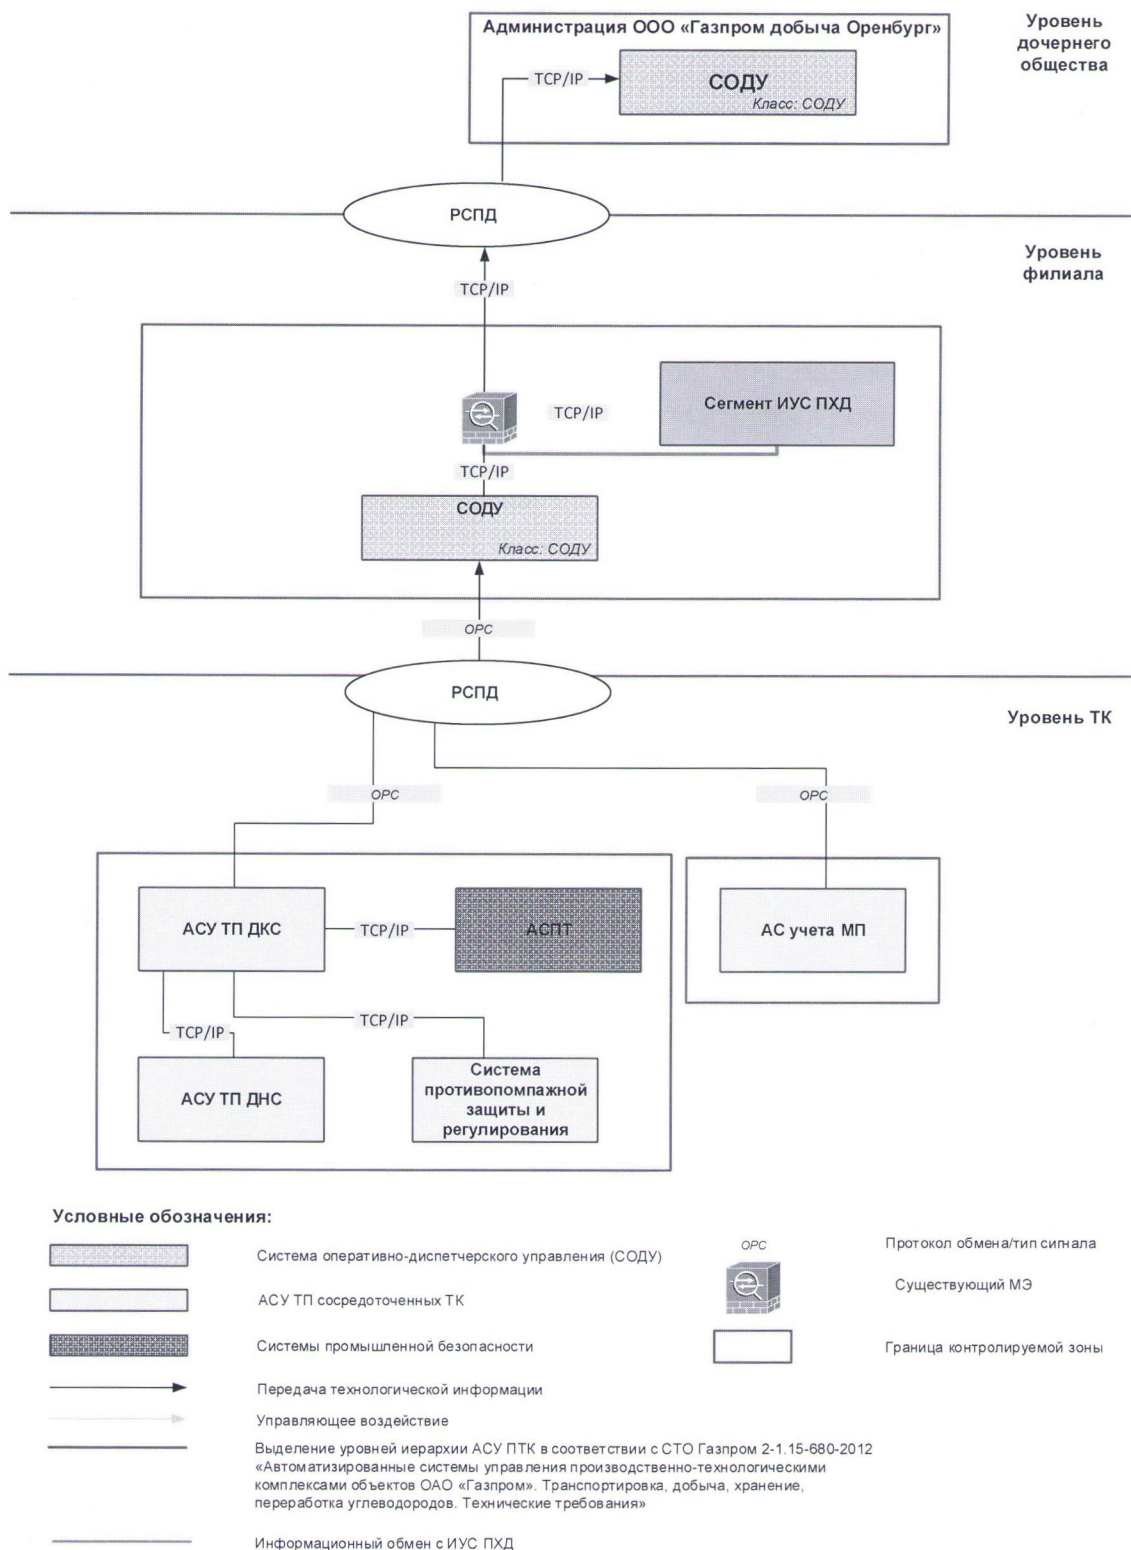 Администрация ООО «Газпром добыча Оренбург»
Уровень
дочернего
общества
TCP/IP
СОДУ
Класс: СОДУ
РСПД
Уровень
филиала
TCP/IP
TCP/IP
Сегмент ИУС ПХД
TCP/IP
СОДУ
Класс: СОДУ
OPC
РСПД
Уровень ТК
OPC
OPC
АСУ ТП ДКС
TCP/IP
АСПТ
АС учета МП
TCP/IP
TCP/IP
АСУ ТП ДНС
Система
противопомпажной
защиты и
регулирования
Условные обозначения:
Система оперативно-диспетчерского управления (СОДУ)
АСУ ТП сосредоточенных ТК
Системы промышленной безопасности
Передача технологической информации
Управляющее воздействие
Выделение уровней иерархии АСУ ПТК в соответствии с СТО Газпром 2-1.15-680-2012
«Автоматизированные системы управления производственно-технологическими
комплексами объектов ОАО «Газпром». Транспортировка, добыча, хранение,
переработка углеводородов. Технические требования»
Информационный обмен с ИУС ПХД
OPC
Протокол обмена/тип сигнала
Существующий МЭ
Граница контролируемой зоны